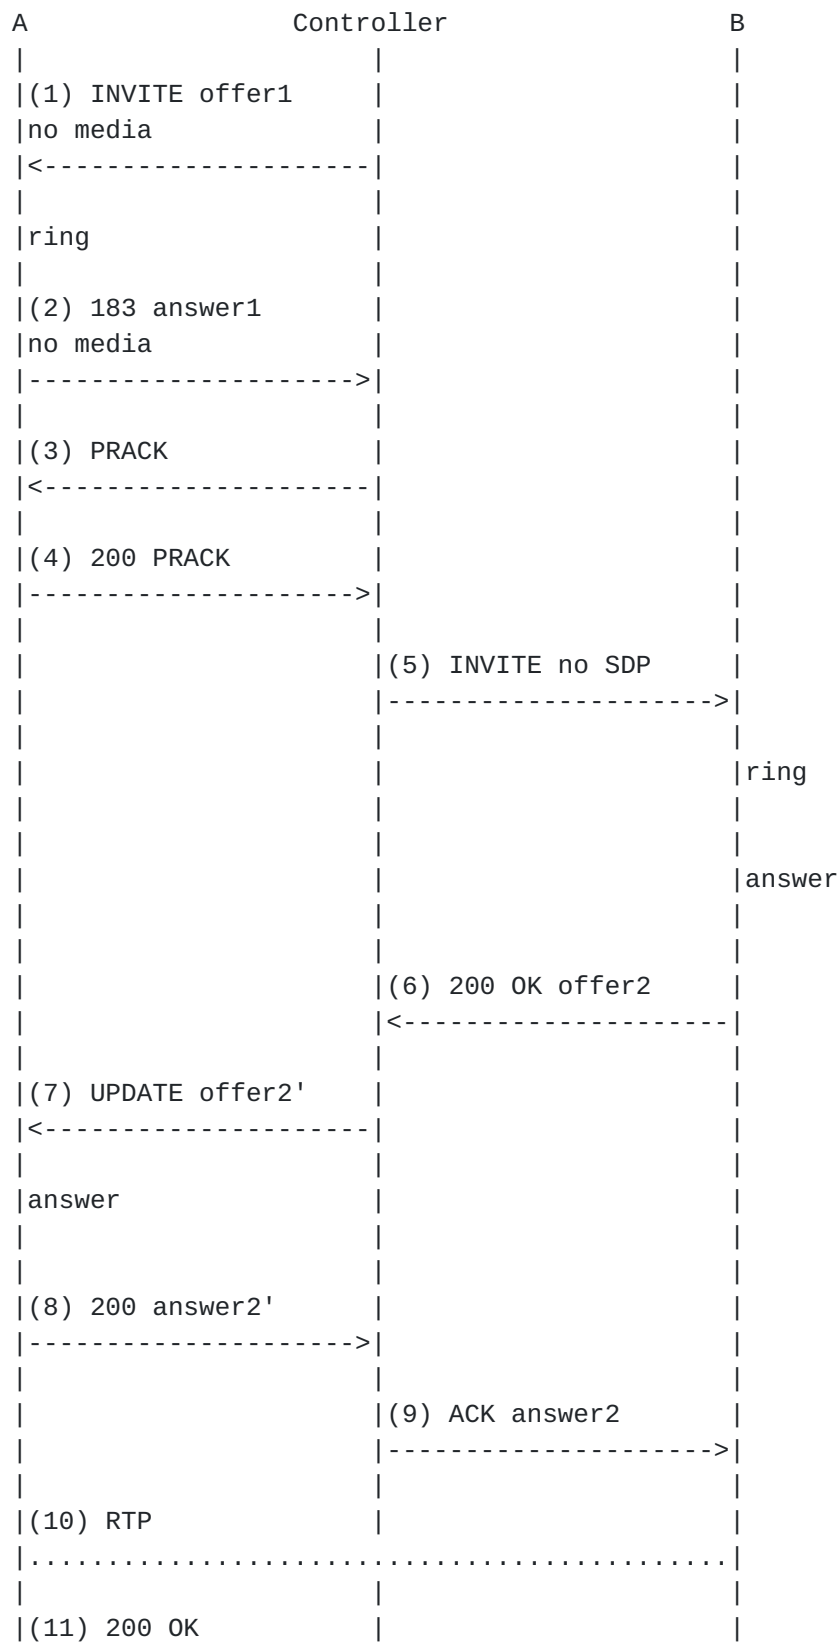 A Controller B
(1) INVITE offer1
no media
ring
(2) 183 answer1
no media
(3) PRACK
(4) 200 PRACK
(5) INVITE no SDP
ring
answer
(6) 200 OK offer2
(7) UPDATE offer2'
answer
(8) 200 answer2'
(9) ACK answer2
(10) RTP
(11) 200 OK